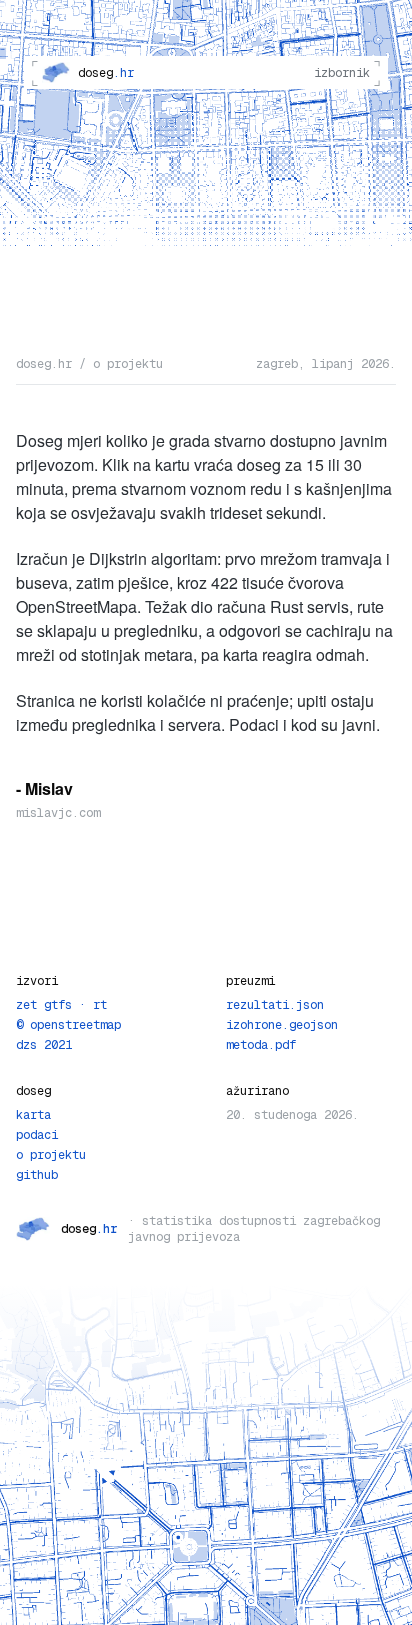 doseg.hr izbornik
doseg.hr / o projektu zagreb, lipanj 2026.
Doseg mjeri koliko je grada stvarno dostupno javnim
prijevozom. Klik na kartu vraća doseg za 15 ili 30
minuta, prema stvarnom voznom redu i s kašnjenjima
koja se osvježavaju svakih trideset sekundi.
Izračun je Dijkstrin algoritam: prvo mrežom tramvaja i
buseva, zatim pješice, kroz 422 tisuće čvorova
OpenStreetMapa. Težak dio računa Rust servis, rute
se sklapaju u pregledniku, a odgovori se cachiraju na
mreži od stotinjak metara, pa karta reagira odmah.
Stranica ne koristi kolačiće ni praćenje; upiti ostaju
između preglednika i servera. Podaci i kod su javni.
- Mislav
mislavjc.com
izvori
zet gtfs · rt
© openstreetmap
dzs 2021
preuzmi
rezultati.json
izohrone.geojson
metoda.pdf
doseg
karta
podaci
o projektu
github
ažurirano
20. studenoga 2026.
doseg.hr · statistika dostupnosti zagrebačkog
javnog prijevoza